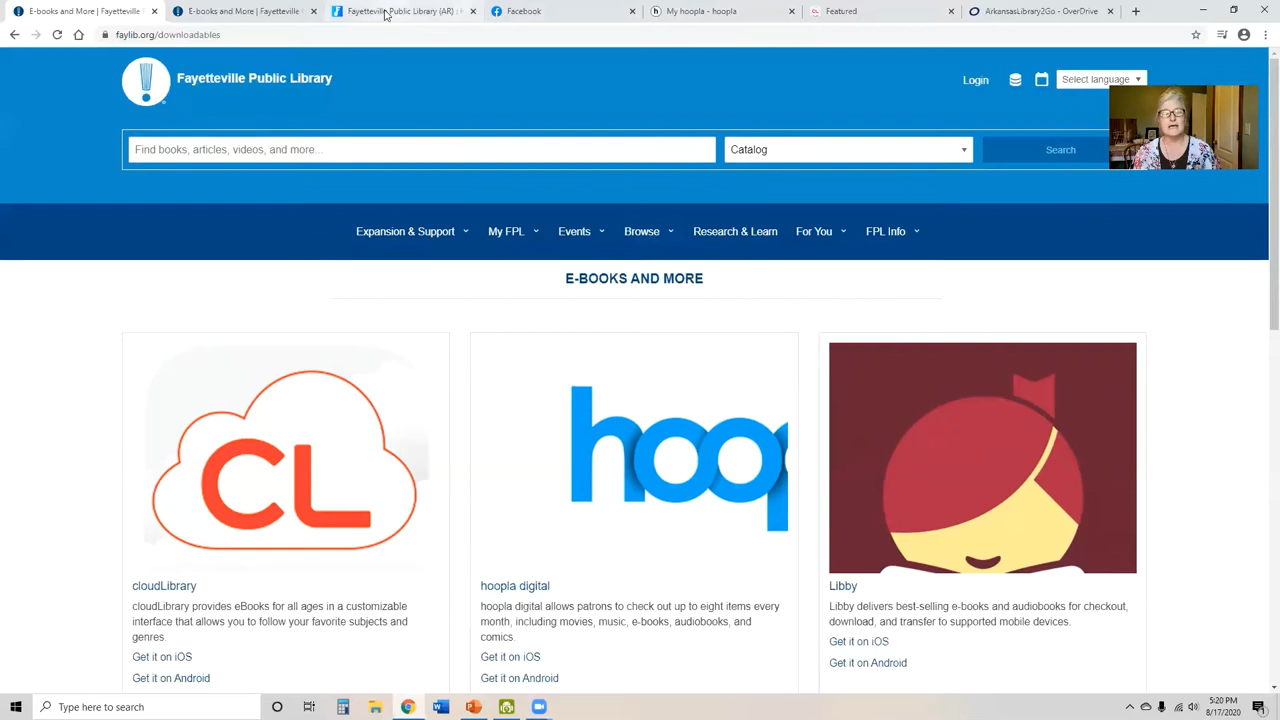 E-books and More | Fayetteville P
E-books and More | Fayetteville
Fayetteville Public Library (AR) :
Facebook
My hoopla – hoopla
CL
Featured
ArkansasLibrary2Go - OverDrive
faylib.org/downloadables
Fayetteville Public Library
Login
Select language
Find books, articles, videos, and more...
Catalog
Search
Expansion & Support
My FPL
Events
Browse
Research & Learn
For You
FPL Info
E-BOOKS AND MORE
CL
hoop
cloudLibrary
cloudLibrary provides eBooks for all ages in a customizable
interface that allows you to follow your favorite subjects and
genres.
Get it on iOS
Get it on Android
hoopla digital
hoopla digital allows patrons to check out up to eight items every
month, including movies, music, e-books, audiobooks, and
comics.
Get it on iOS
Get it on Android
Libby
Libby delivers best-selling e-books and audiobooks for checkout,
download, and transfer to supported mobile devices.
Get it on iOS
Get it on Android
Type here to search
5:20 PM
8/17/2020